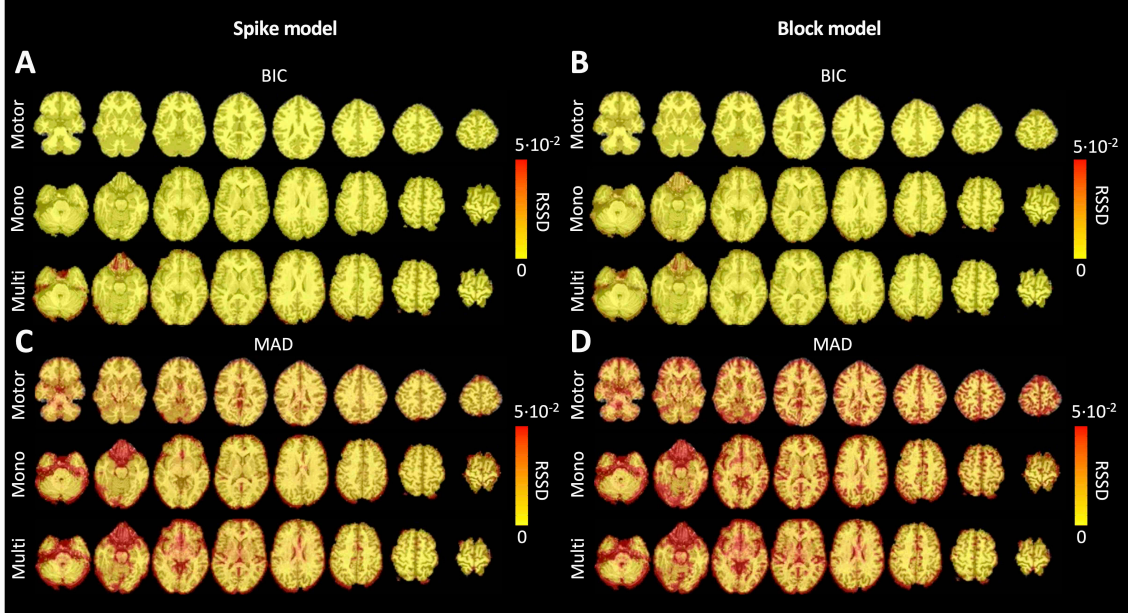 Spike model
Block model
A
BIC
Motor
Mono
Multi
5·10-2
RSSD
0
B
BIC
Motor
Mono
Multi
5·10-2
RSSD
0
C
MAD
Motor
Mono
Multi
5·10-2
RSSD
0
D
MAD
Motor
Mono
Multi
5·10-2
RSSD
0